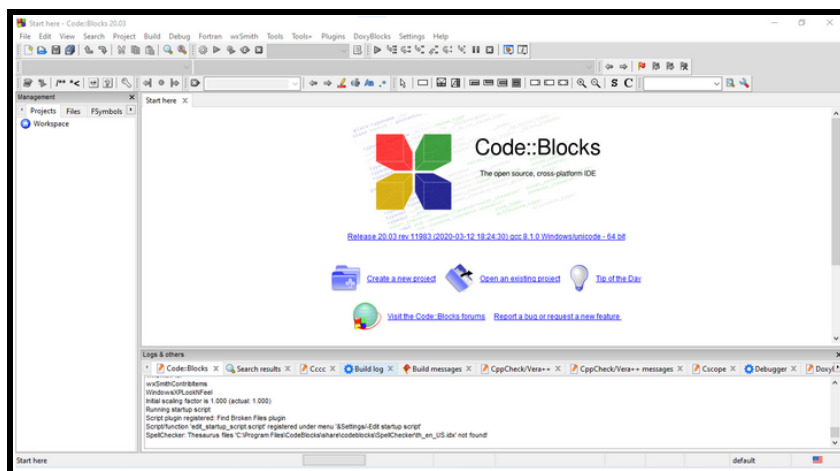 Start here - Code::Blocks 20.03
File Edit View Search Project Build Debug Fortran wxSmith Tools Tools+ Plugins DoxyBlocks Settings Help
S C
Management
Projects Files FSymbols
Workspace
Start here
Code::Blocks
The open source, cross-platform IDE
Release 20.03 rev 11983 (2020-03-12 18:24:30) gcc 8.1.0 Windows/unicode - 64 bit
Create a new project Open an existing project Tip of the Day
Visit the Code::Blocks forums Report a bug or request a new feature
Logs & others
Code::Blocks Search results Cccc Build log Build messages CppCheck/Vera++ CppCheck/Vera++ messages Cscope Debugger DoxyB
wxSmithContribItems
WindowsXPLookNFeel
Initial scaling factor is 1.000 (actual: 1.000)
Running startup script
Script plugin registered: Find Broken Files plugin
Script/function 'edit_startup_script.script' registered under menu '&Settings/-Edit startup script'
SpellChecker: Thesaurus files 'C:\Program Files\CodeBlocks\share\codeblocks\SpellChecker\th_en_US.idx' not found!
Start here default